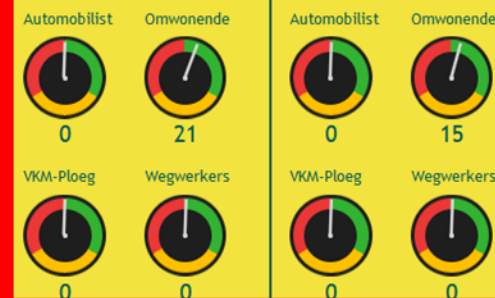 Automobilist Omwonende Automobilist Omwonende
0 21 0 15
VKM-Ploeg Wegwerkers VKM-Ploeg Wegwerkers
0 0 0 0